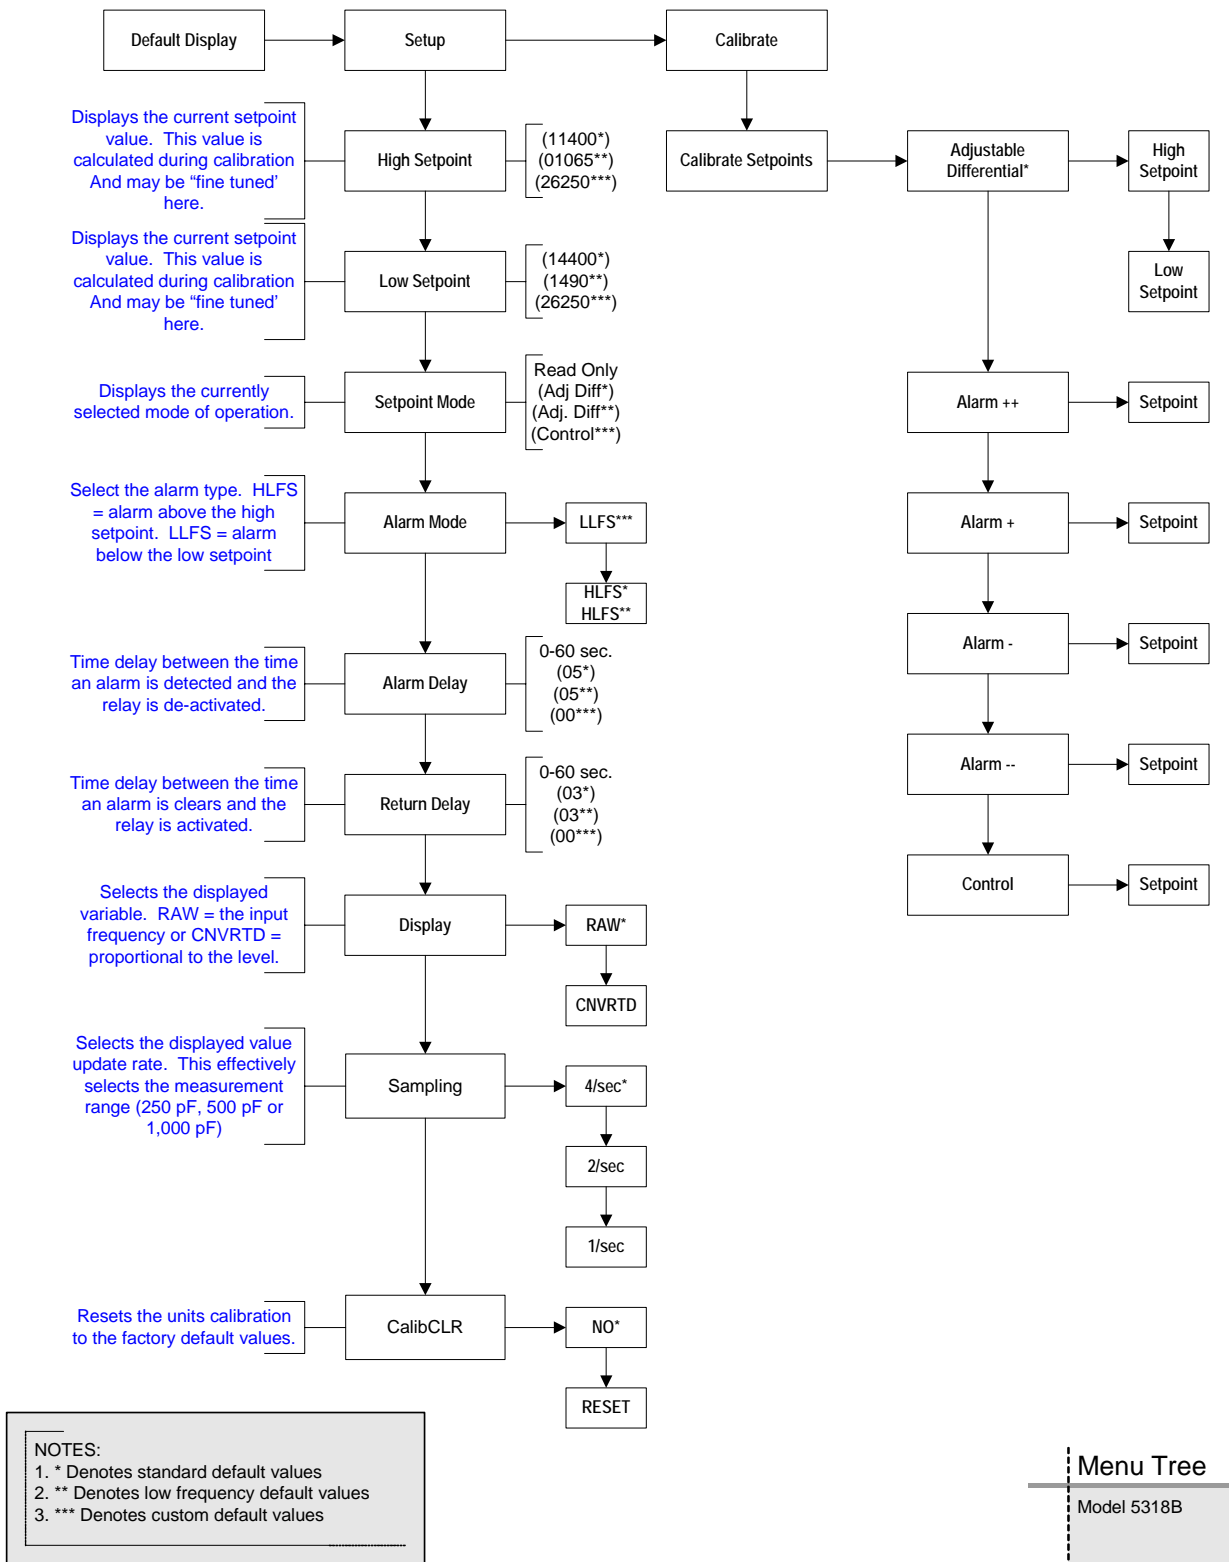 Default Display
Setup
Calibrate
Displays the current setpoint
value. This value is
calculated during calibration
And may be “fine tuned’
here.
High Setpoint
(11400*)
(01065**)
(26250***)
Calibrate Setpoints
Adjustable
Differential*
High
Setpoint
Displays the current setpoint
value. This value is
calculated during calibration
And may be “fine tuned’
here.
Low Setpoint
(14400*)
(1490**)
(26250***)
Low
Setpoint
Displays the currently
selected mode of operation.
Setpoint Mode
Read Only
(Adj Diff*)
(Adj. Diff**)
(Control***)
Alarm ++
Setpoint
Select the alarm type. HLFS
= alarm above the high
setpoint. LLFS = alarm
below the low setpoint
Alarm Mode
LLFS***
HLFS*
HLFS**
Alarm +
Setpoint
Time delay between the time
an alarm is detected and the
relay is de-activated.
Alarm Delay
0-60 sec.
(05*)
(05**)
(00***)
Alarm -
Setpoint
Time delay between the time
an alarm is clears and the
relay is activated.
Return Delay
0-60 sec.
(03*)
(03**)
(00***)
Alarm --
Setpoint
Selects the displayed
variable. RAW = the input
frequency or CNVRTD =
proportional to the level.
Display
RAW*
CNVRTD
Control
Setpoint
Selects the displayed value
update rate. This effectively
selects the measurement
range (250 pF, 500 pF or
1,000 pF)
Sampling
4/sec*
2/sec
1/sec
Resets the units calibration
to the factory default values.
CalibCLR
NO*
RESET
NOTES:
1. * Denotes standard default values
2. ** Denotes low frequency default values
3. *** Denotes custom default values
Menu Tree
Model 5318B